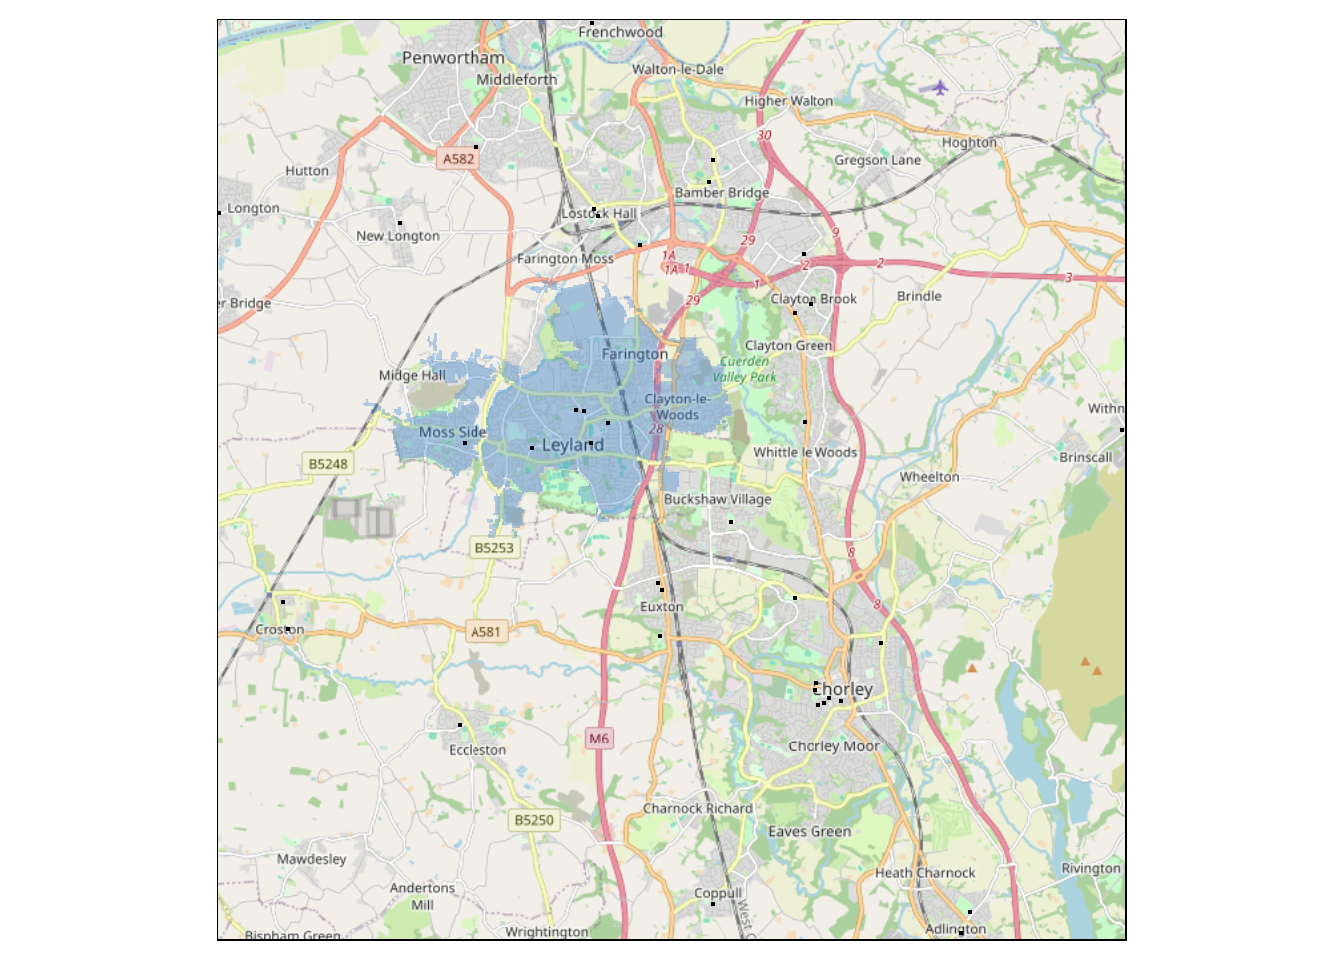 Frenchwood
Penwortham
Middleforth
Walton-le-Dale
Higher Walton
30
Hoghton
A582
Gregson Lane
Hutton
Bamber Bridge
Longton
Lostock Hall
New Longton
29
9
Farington Moss
1A
1A
1
2
2
3
1
er Bridge
29
Clayton Brook
Brindle
Farington
Clayton Green
Cuerden
Valley Park
Midge Hall
Clayton-le-
Woods
Withn
Moss Side
Leyland
28
Whittle le Woods
Brinscall
B5248
Wheelton
Buckshaw Village
B5253
8
8
Euxton
Croston
A581
Chorley
M6
Eccleston
Chorley Moor
Charnock Richard
B5250
Eaves Green
Mawdesley
Rivington
Heath Charnock
Andertons
Mill
Coppull
West C
Wrightington
Adlington
Bispham Green